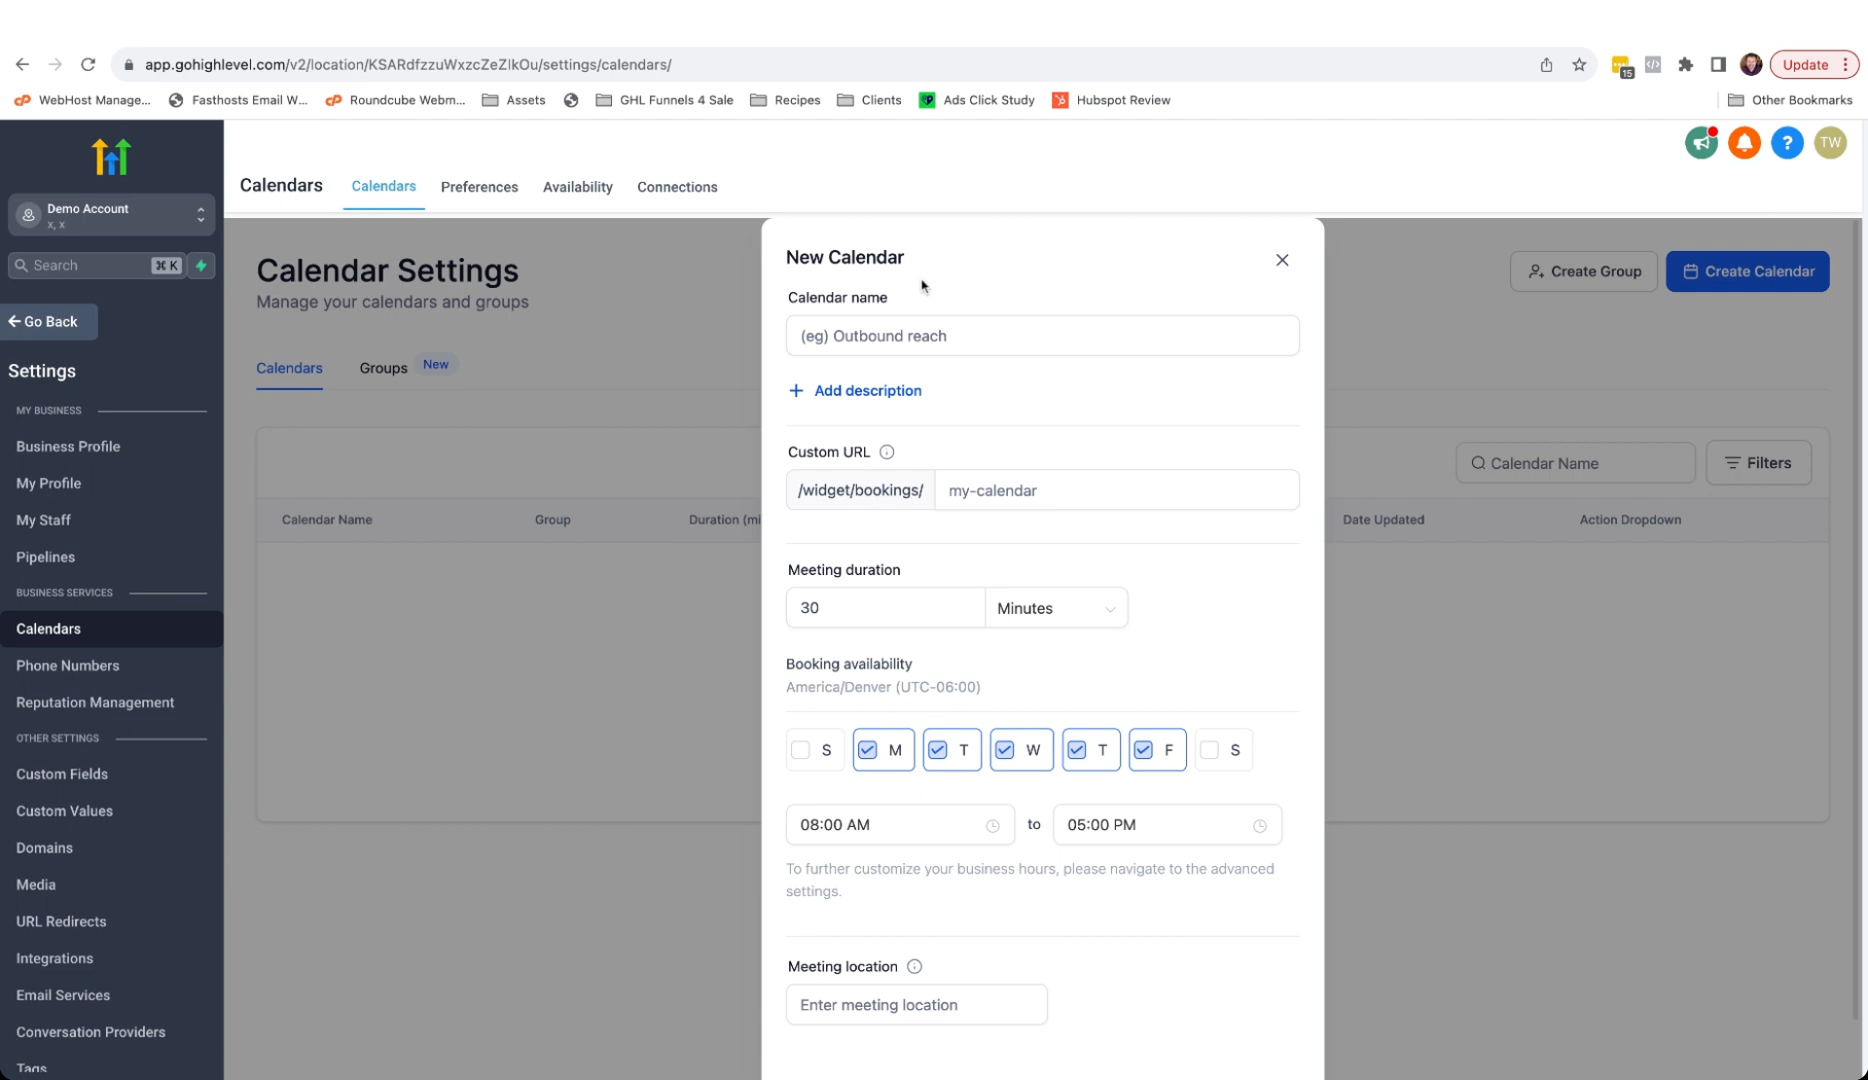 app.gohighlevel.com/v2/location/KSARdfzzuWxzcZeZIkOu/settings/calendars/
15
Update
WebHost Manage...
Fasthosts Email W...
Roundcube Webm...
Assets
GHL Funnels 4 Sale
Recipes
Clients
Ads Click Study
Hubspot Review
Other Bookmarks
Calendars
Calendars
Preferences
Availability
Connections
?
TW
Demo Account
x, x
Search
⌘ K
Go Back
Settings
MY BUSINESS
Business Profile
My Profile
My Staff
Pipelines
BUSINESS SERVICES
Calendars
Phone Numbers
Reputation Management
OTHER SETTINGS
Custom Fields
Custom Values
Domains
Media
URL Redirects
Integrations
Email Services
Conversation Providers
Tags
Calendar Settings
Manage your calendars and groups
Create Group
Create Calendar
Calendars
Groups
New
Calendar Name
Filters
Calendar Name
Group
Duration (mi
Date Updated
Action Dropdown
New Calendar
Calendar name
(eg) Outbound reach
+ Add description
Custom URL
/widget/bookings/
my-calendar
Meeting duration
30
Minutes
Booking availability
America/Denver (UTC-06:00)
S M T W T F S
08:00 AM to 05:00 PM
To further customize your business hours, please navigate to the advanced
settings.
Meeting location
Enter meeting location